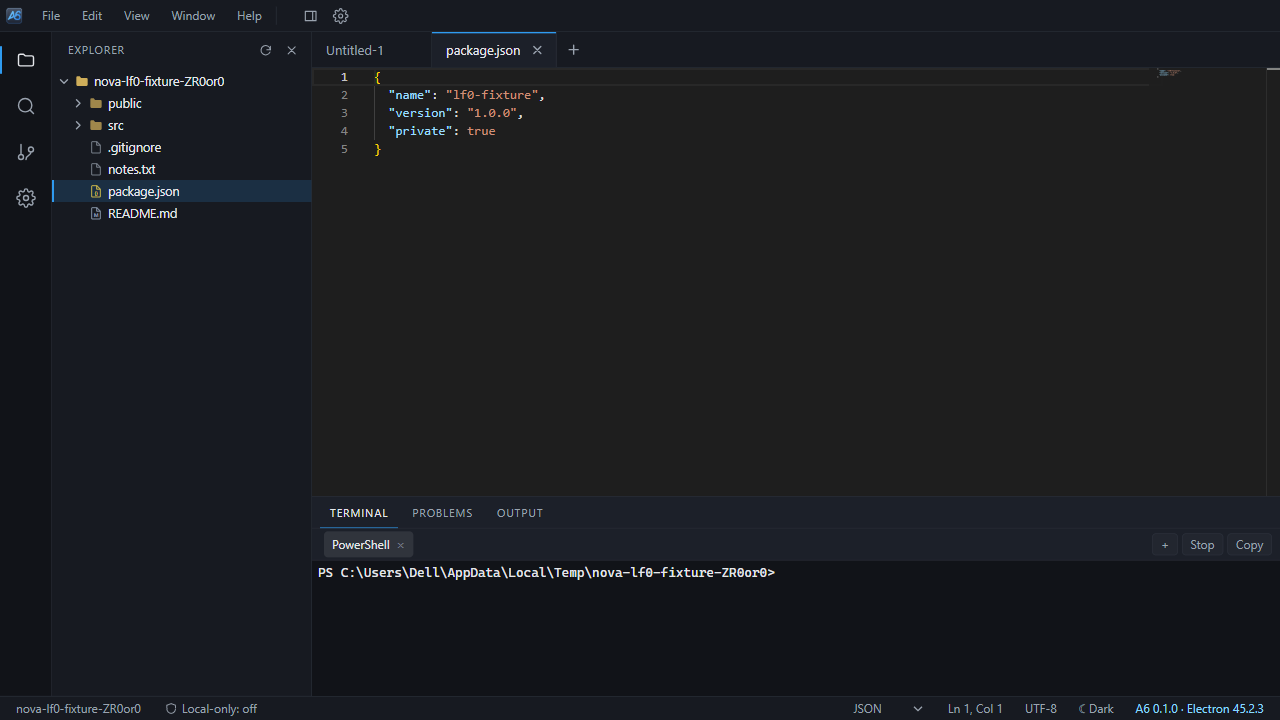 A6 File Edit View Window Help
EXPLORER
Untitled-1
package.json
nova-lf0-fixture-ZR0or0
public
src
.gitignore
notes.txt
package.json
README.md
1 {
2 "name": "lf0-fixture",
3 "version": "1.0.0",
4 "private": true
5 }
TERMINAL PROBLEMS OUTPUT
PowerShell
+ Stop Copy
PS C:\Users\Dell\AppData\Local\Temp\nova-lf0-fixture-ZR0or0>
nova-lf0-fixture-ZR0or0 Local-only: off JSON Ln 1, Col 1 UTF-8 Dark A6 0.1.0 · Electron 45.2.3